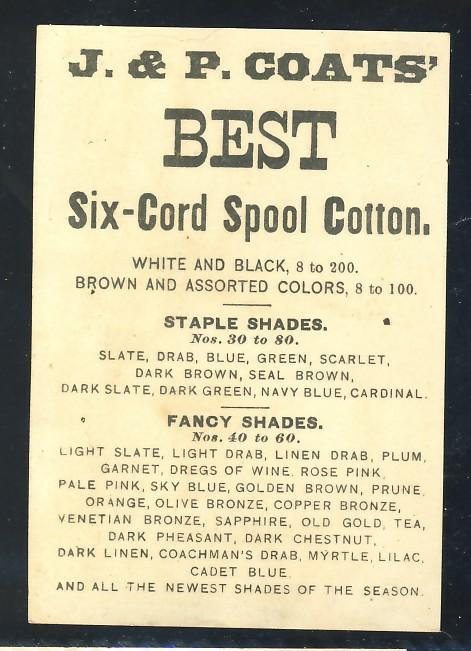 J. & P. COATS'
BEST
Six-Cord Spool Cotton.
WHITE AND BLACK, 8 to 200.
BROWN AND ASSORTED COLORS, 8 to 100.
STAPLE SHADES.
Nos. 30 to 80.
SLATE, DRAB, BLUE, GREEN, SCARLET,
DARK BROWN, SEAL BROWN,
DARK SLATE, DARK GREEN, NAVY BLUE, CARDINAL.
FANCY SHADES.
Nos. 40 to 60.
LIGHT SLATE, LIGHT DRAB, LINEN DRAB, PLUM,
GARNET, DREGS OF WINE, ROSE PINK,
PALE PINK, SKY BLUE, GOLDEN BROWN, PRUNE,
ORANGE, OLIVE BRONZE, COPPER BRONZE,
VENETIAN BRONZE, SAPPHIRE, OLD GOLD, TEA,
DARK PHEASANT, DARK CHESTNUT,
DARK LINEN, COACHMAN'S DRAB, MYRTLE, LILAC,
CADET BLUE
AND ALL THE NEWEST SHADES OF THE SEASON.